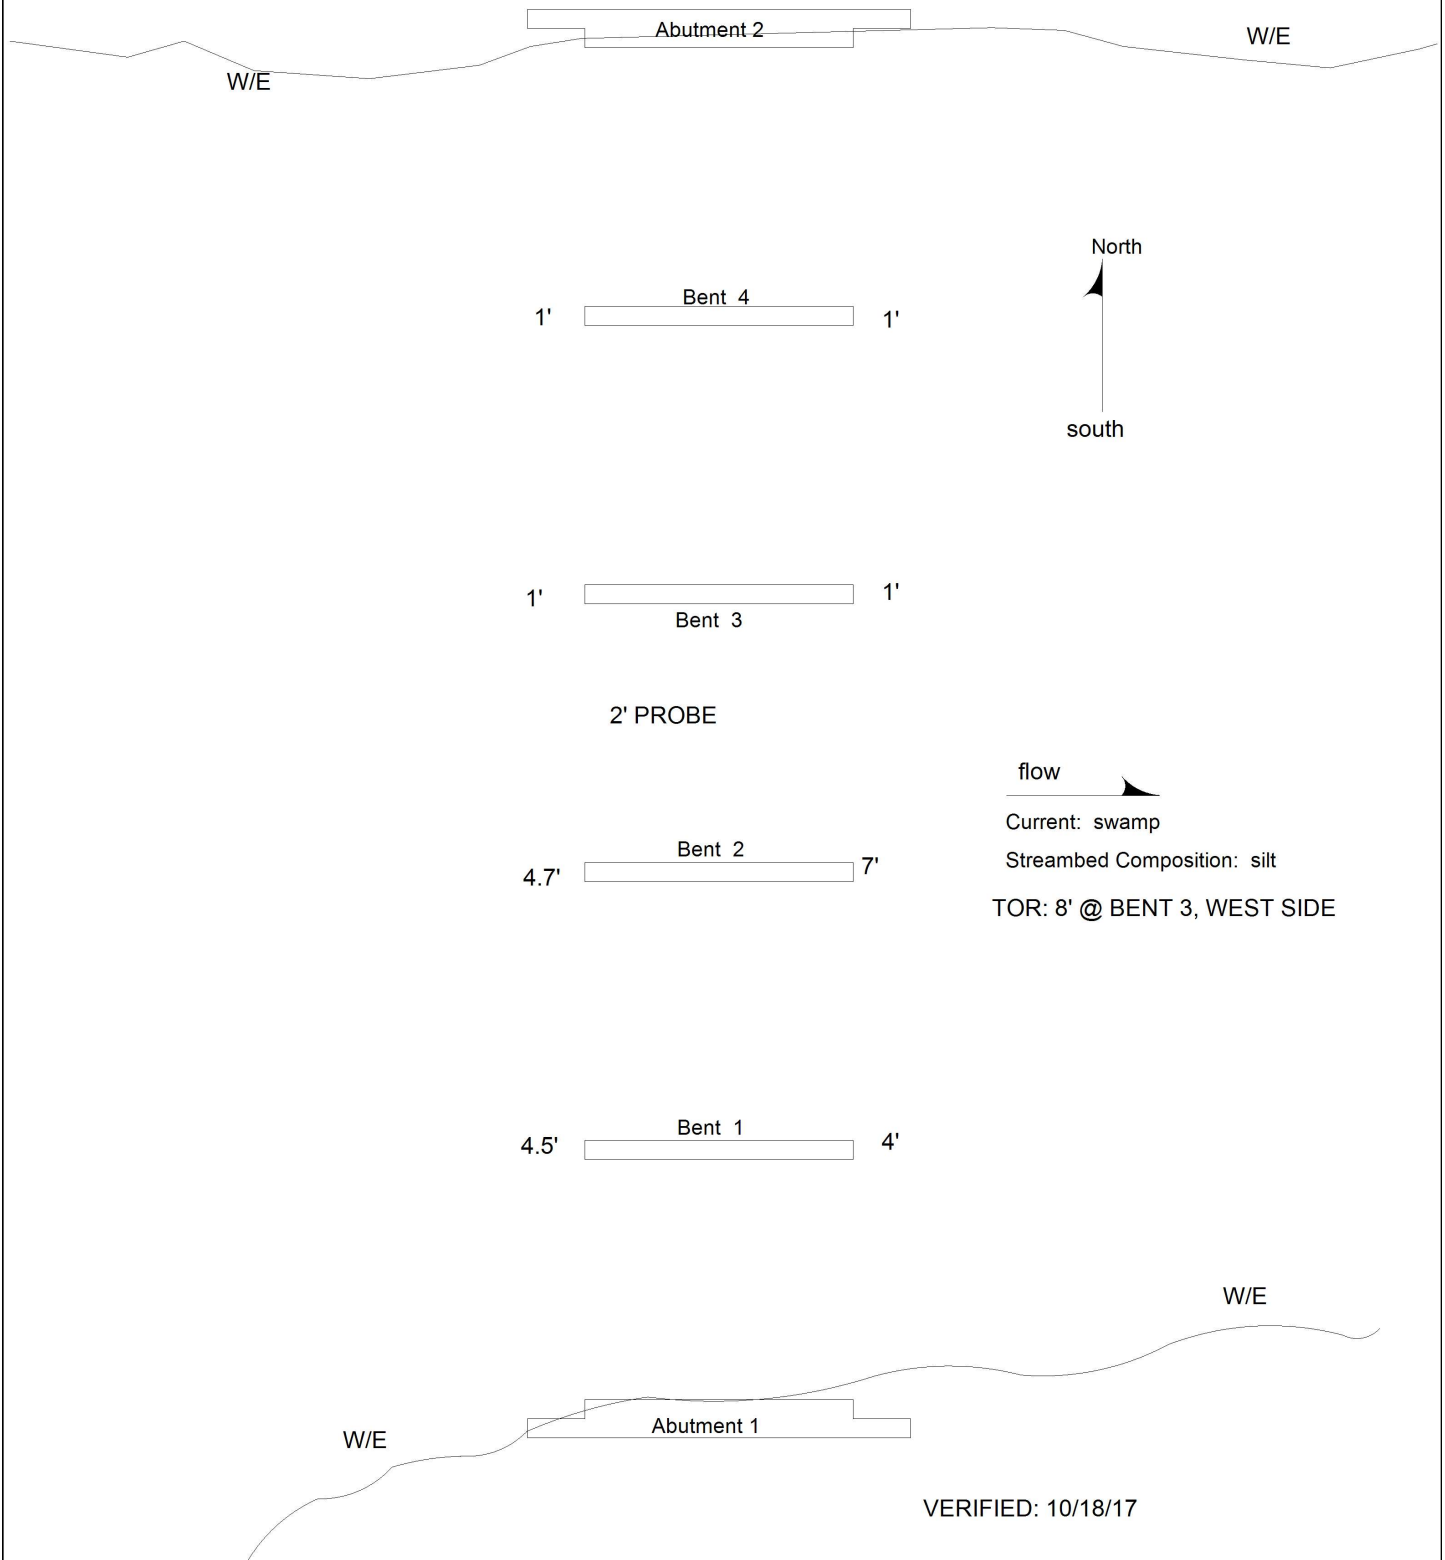 Abutment 2
W/E
W/E
North
Bent 4
1'
1'
south
1'
1'
Bent 3
2' PROBE
flow
Current: swamp
Bent 2
4.7'
7'
Streambed Composition: silt
TOR: 8' @ BENT 3, WEST SIDE
Bent 1
4.5'
4'
W/E
Abutment 1
W/E
VERIFIED: 10/18/17